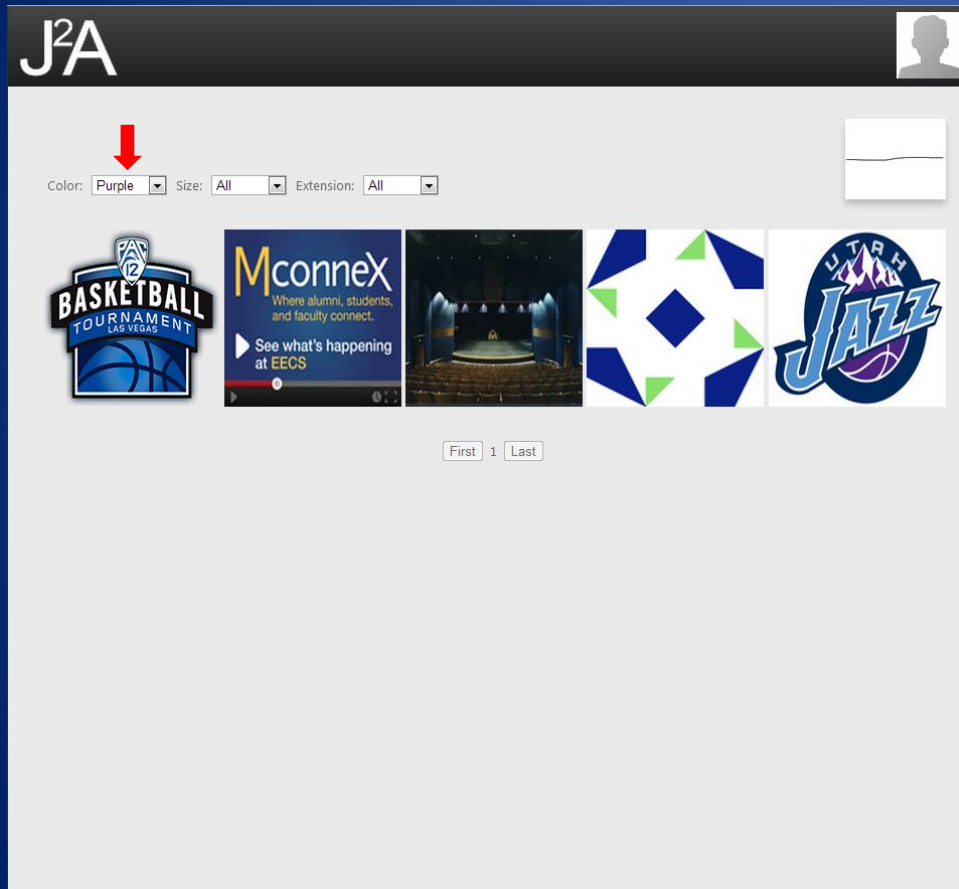 J²A
Color: Purple Size: All Extension: All
PAC
12
BASKETBALL
TOURNAMENT
LAS VEGAS
MconneX
Where alumni, students,
and faculty connect.
See what's happening
at EECS
UTAH
JAZZ
First 1 Last